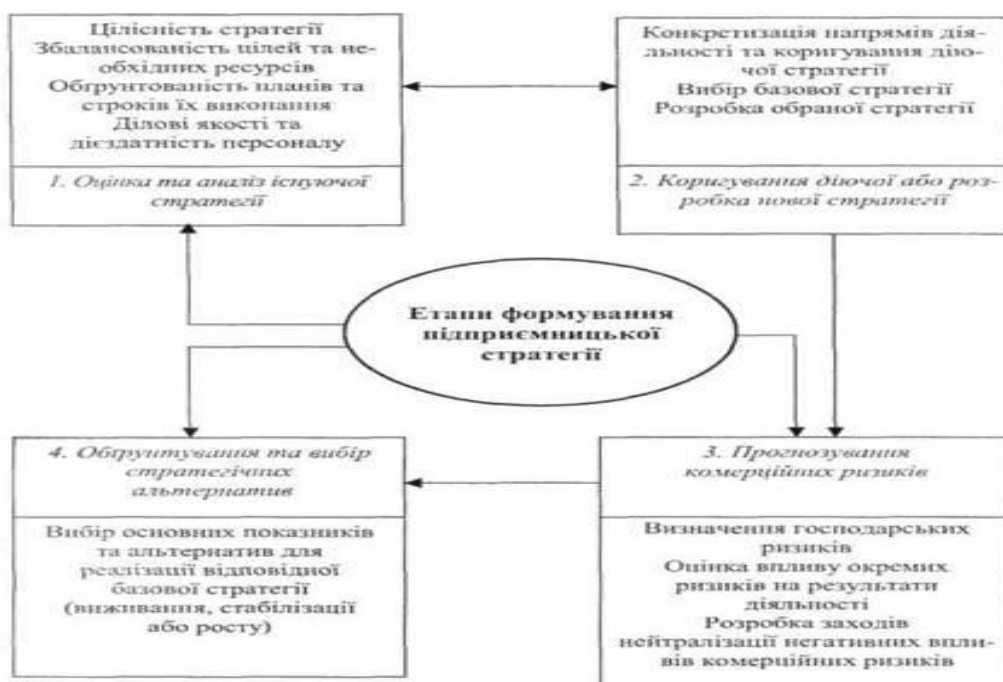 Цілісність стратегії
Збалансованість цілей та не-
обхідних ресурсів
Обґрунтованість планів та
строків їх виконання
Ділові якості та
дієздатність персоналу
1. Оцінка та аналіз існуючої
стратегії
Конкретизація напрямів дія-
льності та коригування дію-
чої стратегії
Вибір базової стратегії
Розробка обраної стратегії
2. Коригування діючої або роз-
робка нової стратегії
Етапи формування
підприємницької
стратегії
4. Обґрунтування та вибір
стратегічних
альтернатив
Вибір основних показників
та альтернатив для
реалізації відповідної
базової стратегії
(виживання, стабілізації
або росту)
3. Прогнозування
комерційних ризиків
Визначення господарських
ризиків
Оцінка впливу окремих
ризиків на результати
діяльності
Розробка заходів
нейтралізації негативних впли-
вів комерційних ризиків